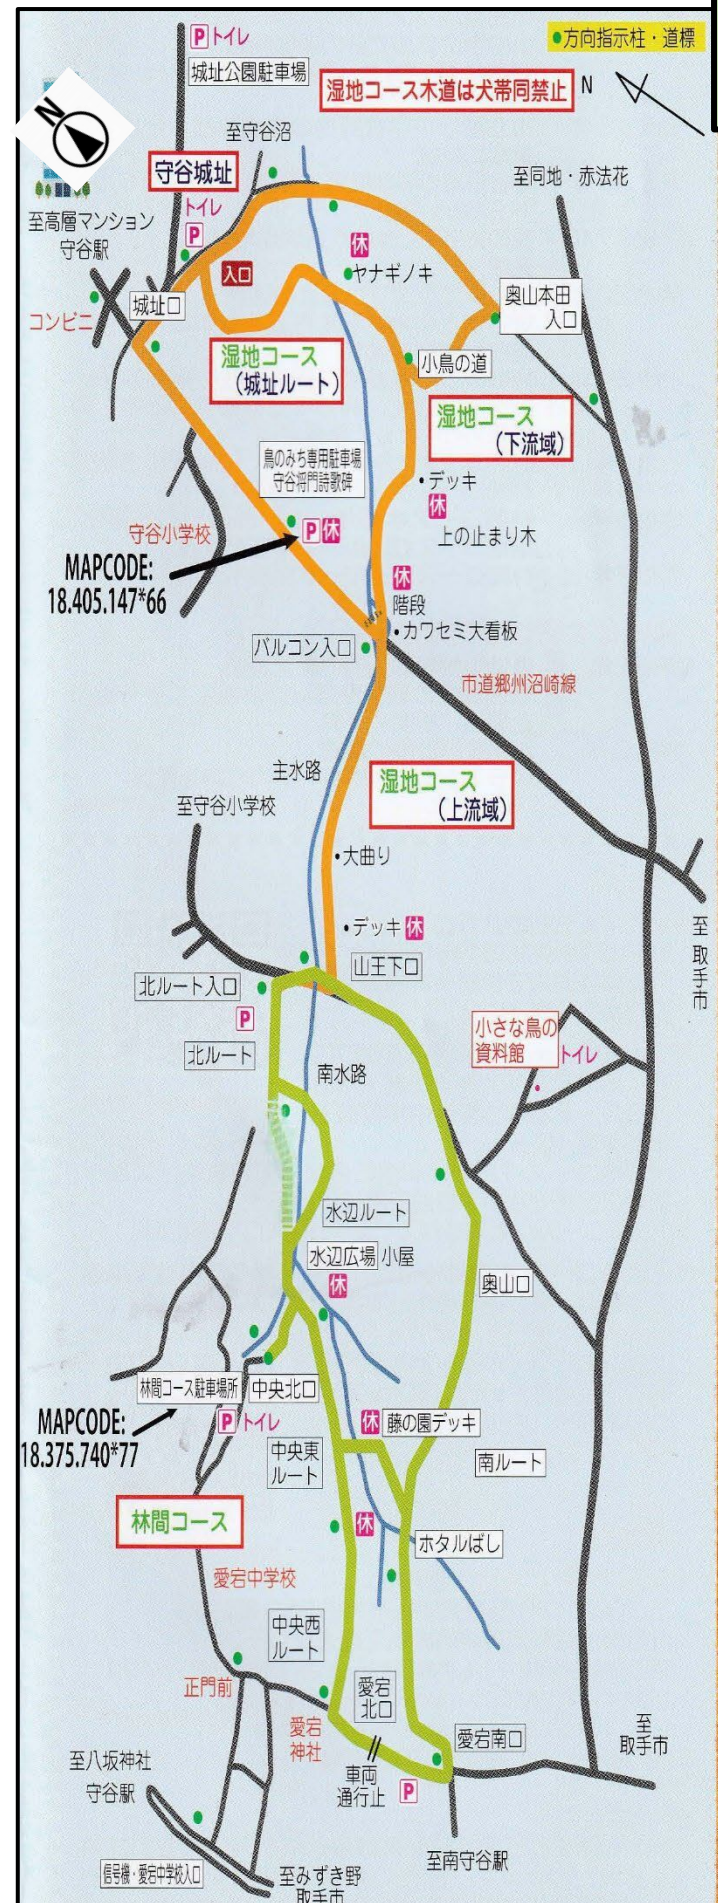 P トイレ
城址公園駐車場
●方向指示柱・道標
湿地コース木道は犬帯同禁止
N
N
至守谷沼
守谷城址
トイレ
P
至同地・赤法花
至高層マンション
守谷駅
休
ヤナギノキ
入口
コンビニ
城址口
奥山本田
入口
湿地コース
(城址ルート)
小鳥の道
湿地コース
(下流域)
鳥のみち専用駐車場
守谷将門詩歌碑
・デッキ
休
上の止まり木
守谷小学校
P 休
MAPCODE:
18.405.147*66
休
階段
・カワセミ大看板
バルコン入口
市道郷州沼崎線
主水路
湿地コース
(上流域)
至守谷小学校
・大曲り
・デッキ 休
至取手市
山王下口
北ルート入口
P
小さな鳥の
資料館
トイレ
北ルート
南水路
水辺ルート
水辺広場 小屋
休
奥山口
林間コース駐車場所
中央北口
P トイレ
MAPCODE:
18.375.740*77
休 藤の園デッキ
中央東
ルート
南ルート
林間コース
休
ホタルばし
愛宕中学校
中央西
ルート
正門前
愛宕
北口
愛宕
神社
愛宕南口
至
取手市
至八坂神社
守谷駅
車両
通行止
P
信号機・愛宕中学校入口
至みずき野
取手市
至南守谷駅